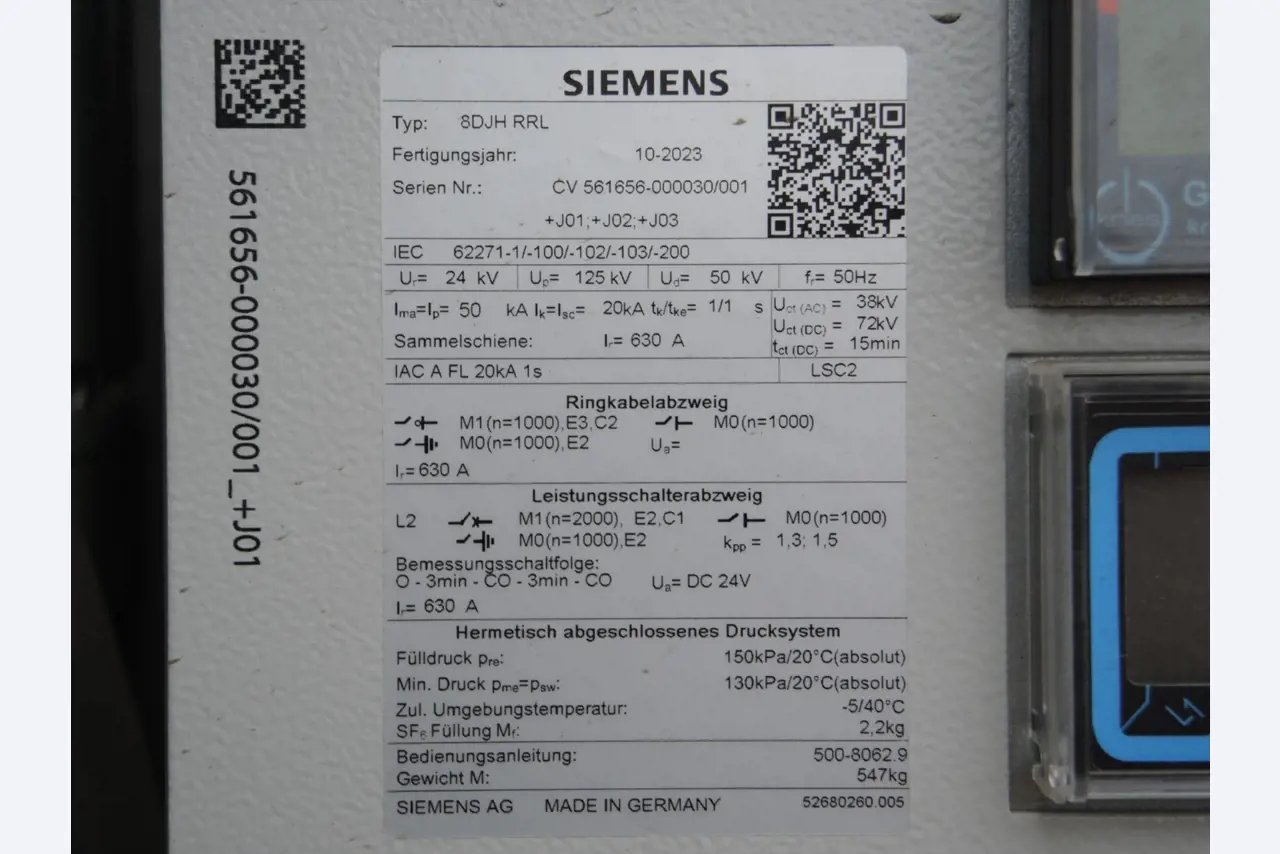 SIEMENS
Typ: 8DJH RRL
Fertigungsjahr: 10-2023
Serien Nr.: CV 561656-000030/001
+J01;+J02;+J03
IEC 62271-1/-100/-102/-103/-200
Ur= 24 kV Up= 125 kV Ud= 50 kV fr= 50Hz
Ima=Ip= 50 kA Ik=Isc= 20kA tk/tke= 1/1 s Uct (AC) = 38kV
Uct (DC) = 72kV
Sammelschiene: Ir= 630 A tct (DC) = 15min
IAC A FL 20kA 1s LSC2
Ringkabelabzweig
M1(n=1000),E3,C2 M0(n=1000)
M0(n=1000),E2 Ua=
Ir= 630 A
Leistungsschalterabzweig
L2 M1(n=2000), E2,C1 M0(n=1000)
M0(n=1000),E2 kpp = 1,3; 1,5
Bemessungsschaltfolge:
O - 3min - CO - 3min - CO Ua= DC 24V
Ir= 630 A
Hermetisch abgeschlossenes Drucksystem
Fülldruck pre: 150kPa/20°C(absolut)
Min. Druck pme=psw: 130kPa/20°C(absolut)
Zul. Umgebungstemperatur: -5/40°C
SF6 Füllung Mf: 2,2kg
Bedienungsanleitung: 500-8062.9
Gewicht M: 547kg
SIEMENS AG MADE IN GERMANY 52680260.005
561656-000030/001_+J01
L1